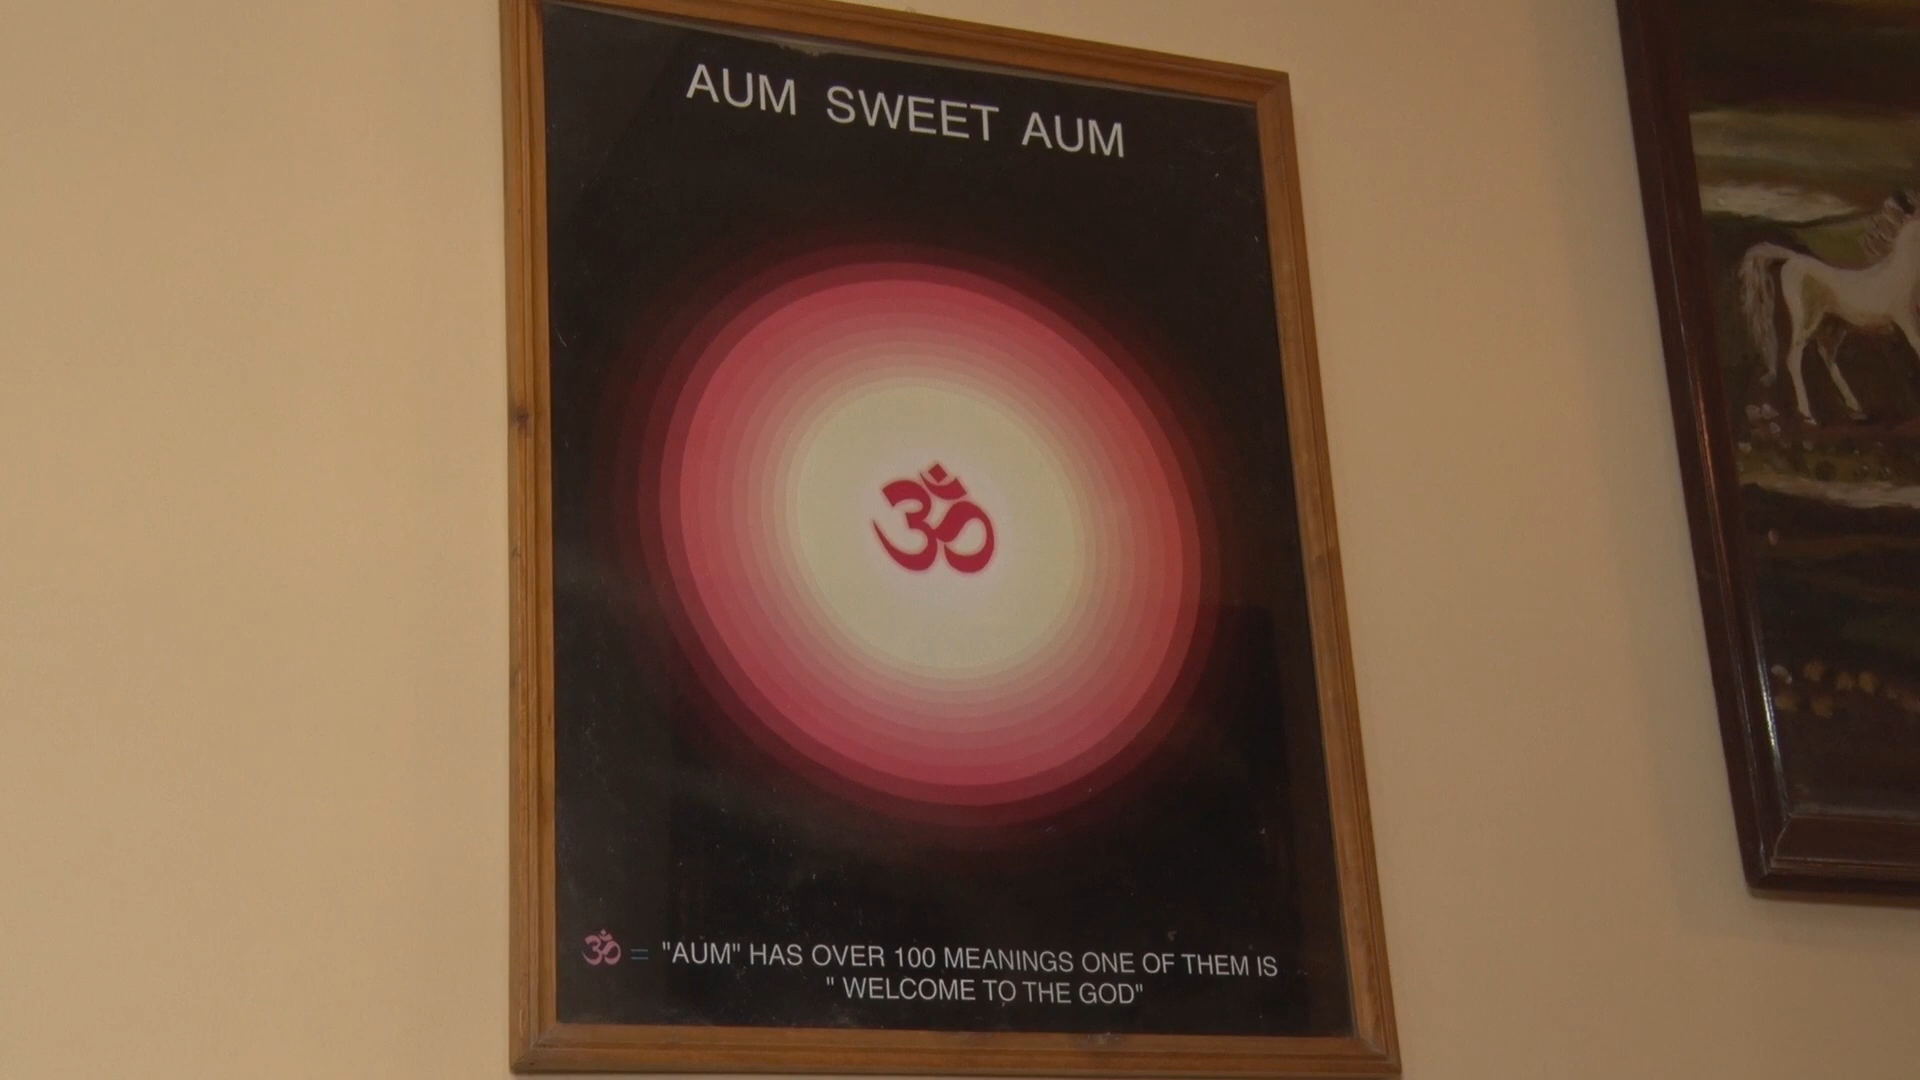 AUM SWEET AUM
ॐ
ॐ = "AUM" HAS OVER 100 MEANINGS ONE OF THEM IS
" WELCOME TO THE GOD"